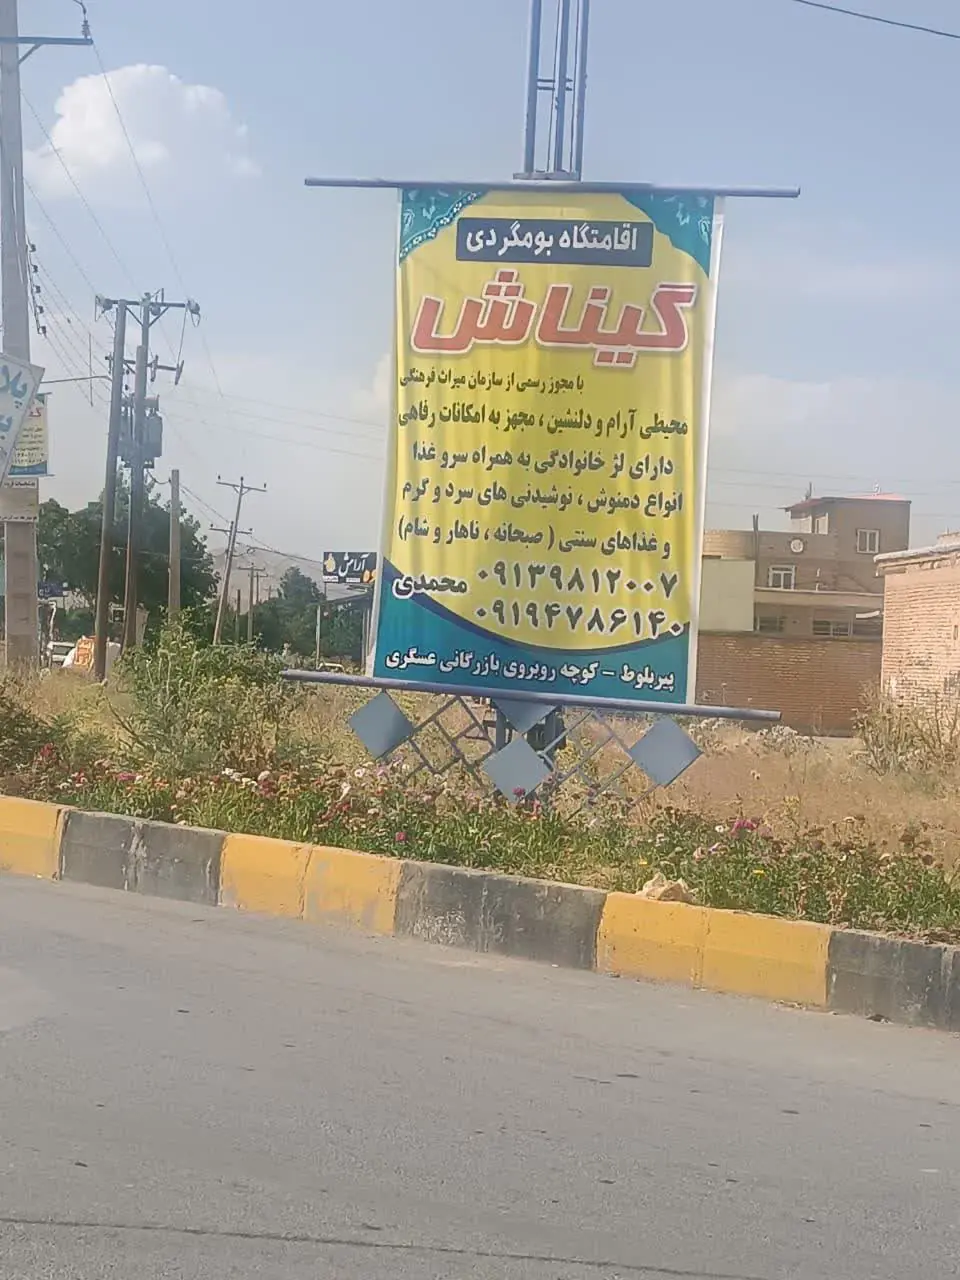 اقامتگاه بومگردی
گیناش
با مجوز رسمی از سازمان میراث فرهنگی
محیطی آرام و دلنشین ، مجهز به امکانات رفاهی
دارای لژ خانوادگی به همراه سرو غذا
انواع دمنوش ، نوشیدنی های سرد و گرم
و غذاهای سنتی ( صبحانه ، ناهار و شام)
۰۹۱۳۹۸۱۲۰۰۷ محمدی
۰۹۱۹۴۷۸۶۱۴۰
پیربلوط - کوچه روبروی بازرگانی عسگری
آرامش